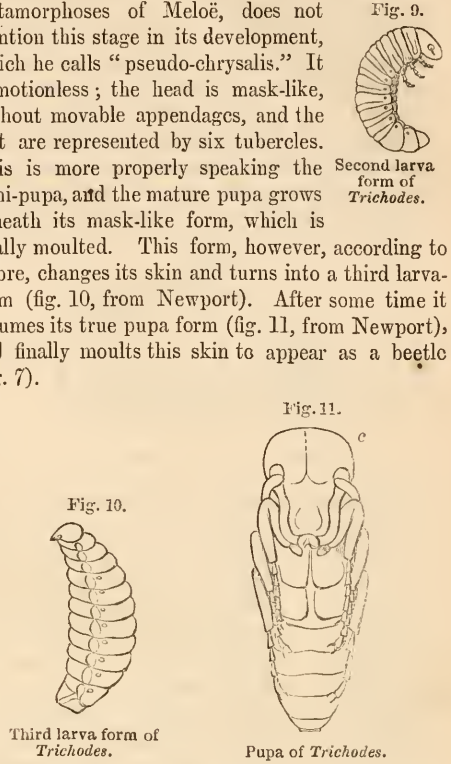 tamorphoses of Meloë, does not
ntion this stage in its development,
ich he calls “pseudo-chrysalis.” It
motionless; the head is mask-like,
hout movable appendages, and the
t are represented by six tubercles.
is is more properly speaking the
ni-pupa, and the mature pupa grows
neath its mask-like form, which is
ally moulted. This form, however, according to
bre, changes its skin and turns into a third larva-
m (fig. 10, from Newport). After some time it
umes its true pupa form (fig. 11, from Newport),
l finally moults this skin to appear as a beetle
. 7).
Fig. 9.
Second larva
form of
Trichodes.
Fig. 10.
Third larva form of
Trichodes.
Fig. 11.
c
Pupa of Trichodes.